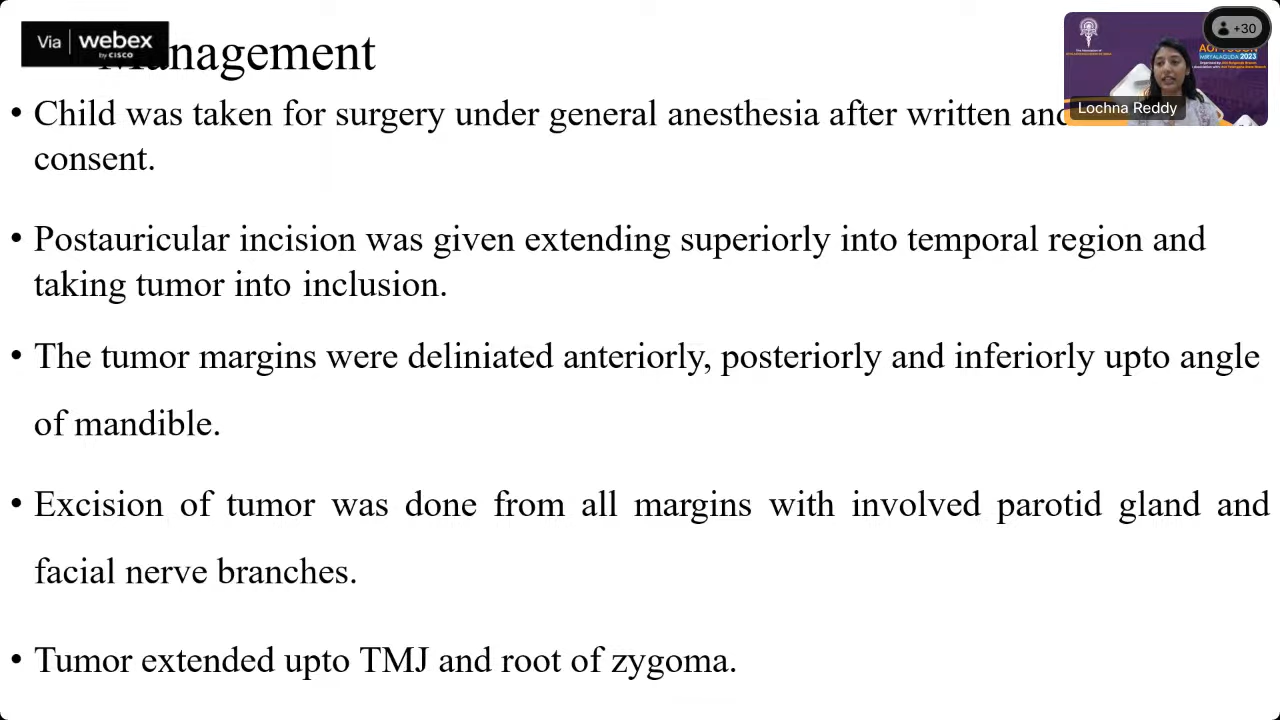 Via webex
by CISCO
nagement
+30
MIRYALAGUDA 2023
Lochna Reddy
• Child was taken for surgery under general anesthesia after written and
consent.
• Postauricular incision was given extending superiorly into temporal region and
taking tumor into inclusion.
• The tumor margins were deliniated anteriorly, posteriorly and inferiorly upto angle
of mandible.
• Excision of tumor was done from all margins with involved parotid gland and
facial nerve branches.
• Tumor extended upto TMJ and root of zygoma.